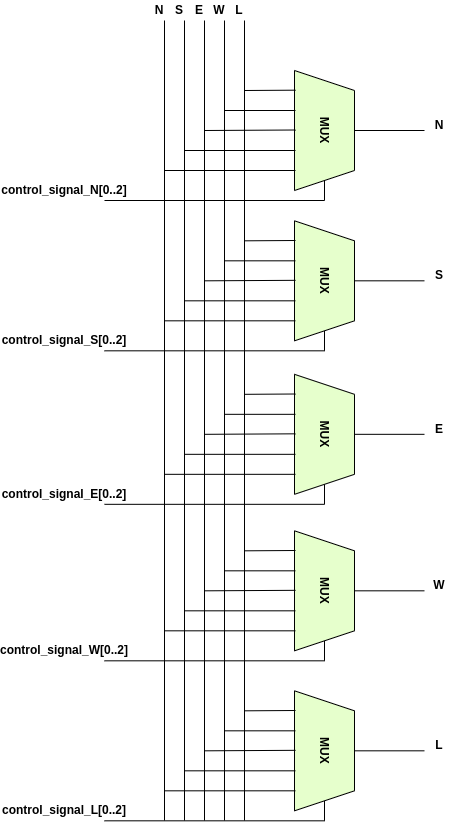 N S E W L
MUX
N
control_signal_N[0..2]
MUX
S
control_signal_S[0..2]
MUX
E
control_signal_E[0..2]
MUX
W
control_signal_W[0..2]
MUX
L
control_signal_L[0..2]